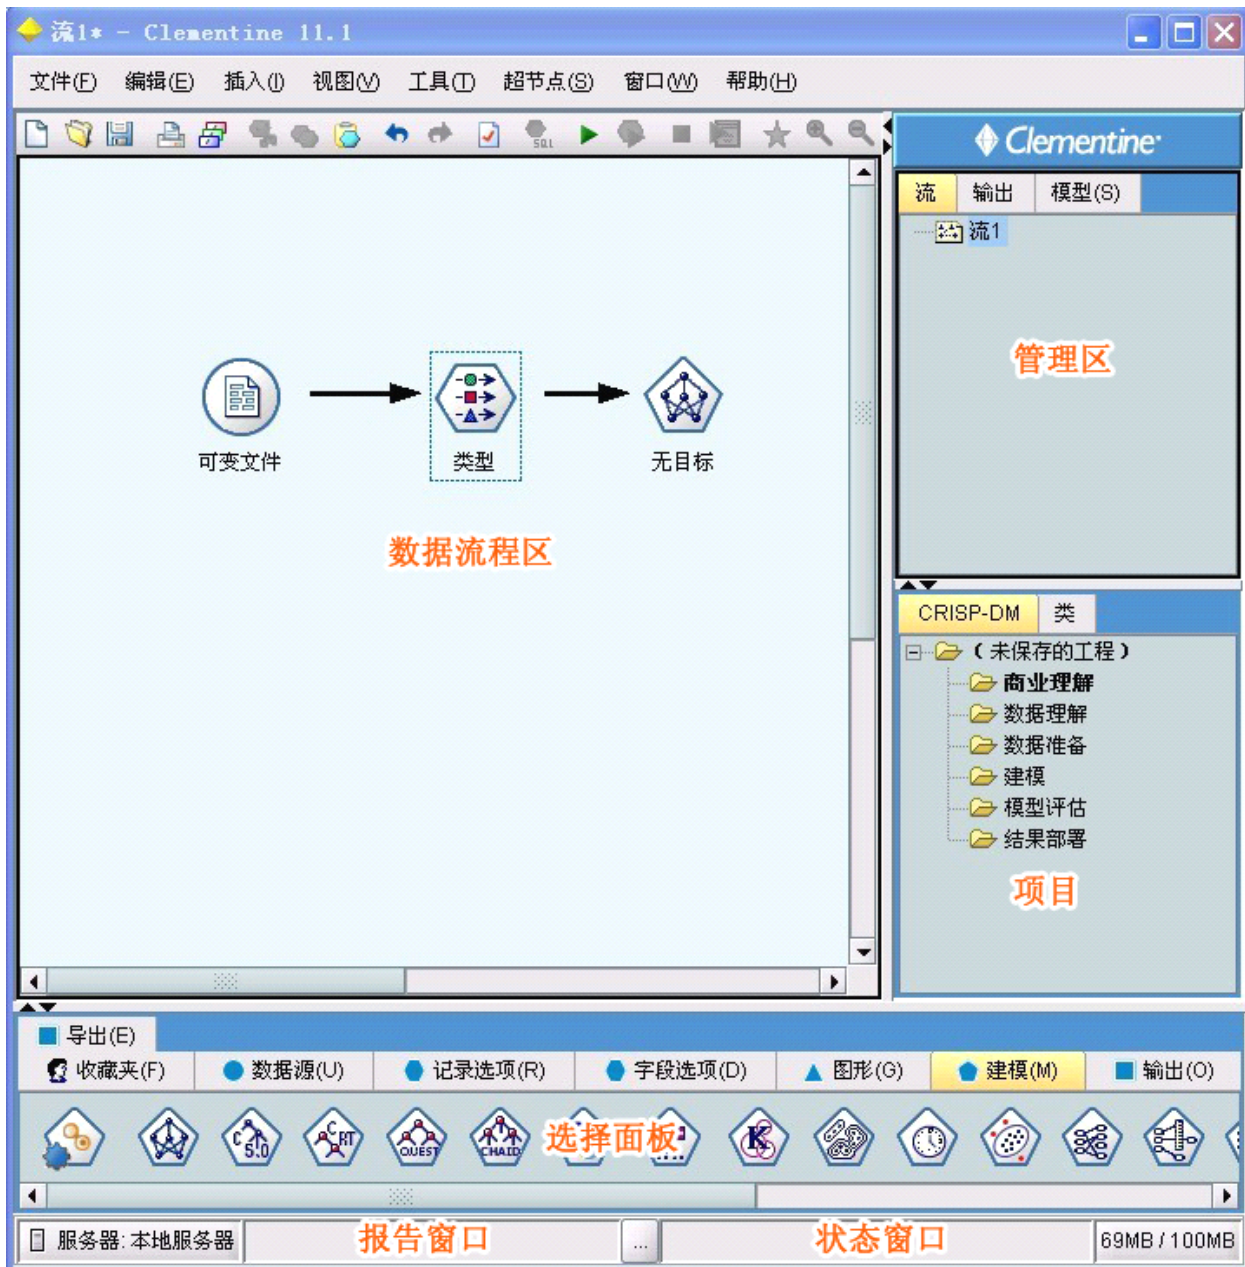 流1* - Clementine 11.1
文件(F) 编辑(E) 插入(I) 视图(V) 工具(T) 超节点(S) 窗口(W) 帮助(H)
SQL
Clementine
流 输出 模型(S)
流1
管理区
可变文件 类型 无目标
数据流程区
CRISP-DM 类
(未保存的工程)
商业理解
数据理解
数据准备
建模
模型评估
结果部署
项目
导出(E)
收藏夹(F) 数据源(U) 记录选项(R) 字段选项(D) 图形(G) 建模(M) 输出(O)
C 5.0 C RT QUEST CHAID 选择面板 K
服务器: 本地服务器 报告窗口 ... 状态窗口 69MB / 100MB